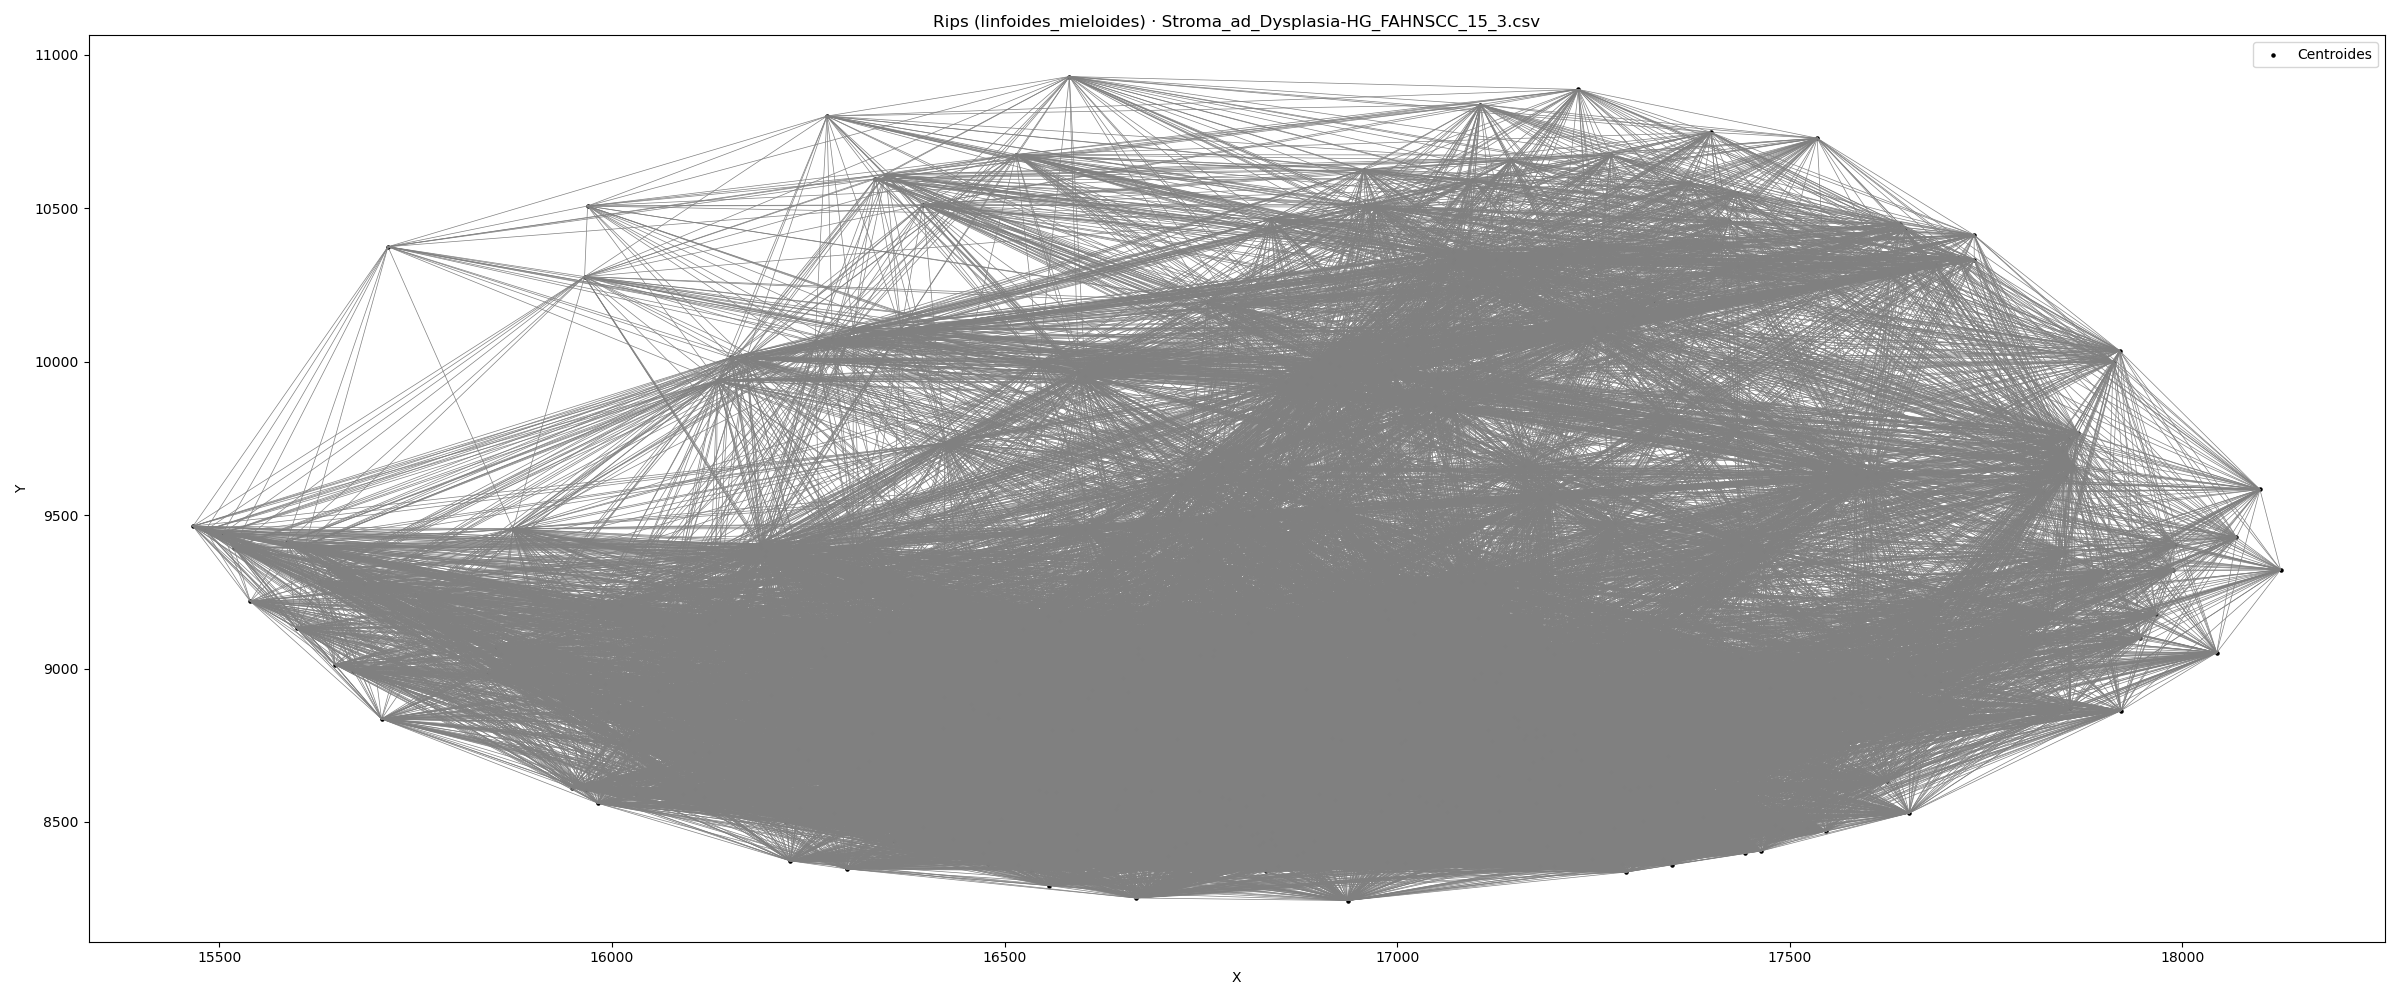 Rips (linfoides_mieloides) · Stroma_ad_Dysplasia-HG_FAHNSCC_15_3.csv
Centroides
11000
10500
10000
9500
9000
8500
Y
15500 16000 16500 17000 17500 18000
X